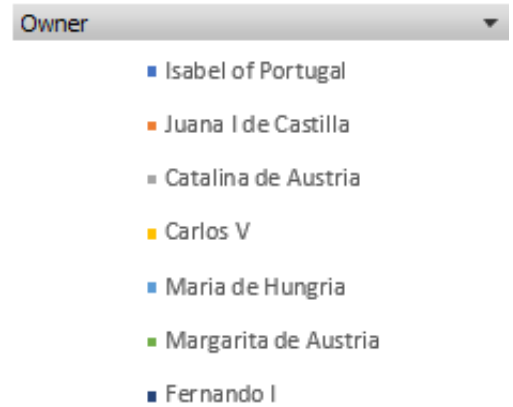 Owner
Isabel of Portugal
Juana I de Castilla
Catalina de Austria
Carlos V
Maria de Hungria
Margarita de Austria
Fernando I